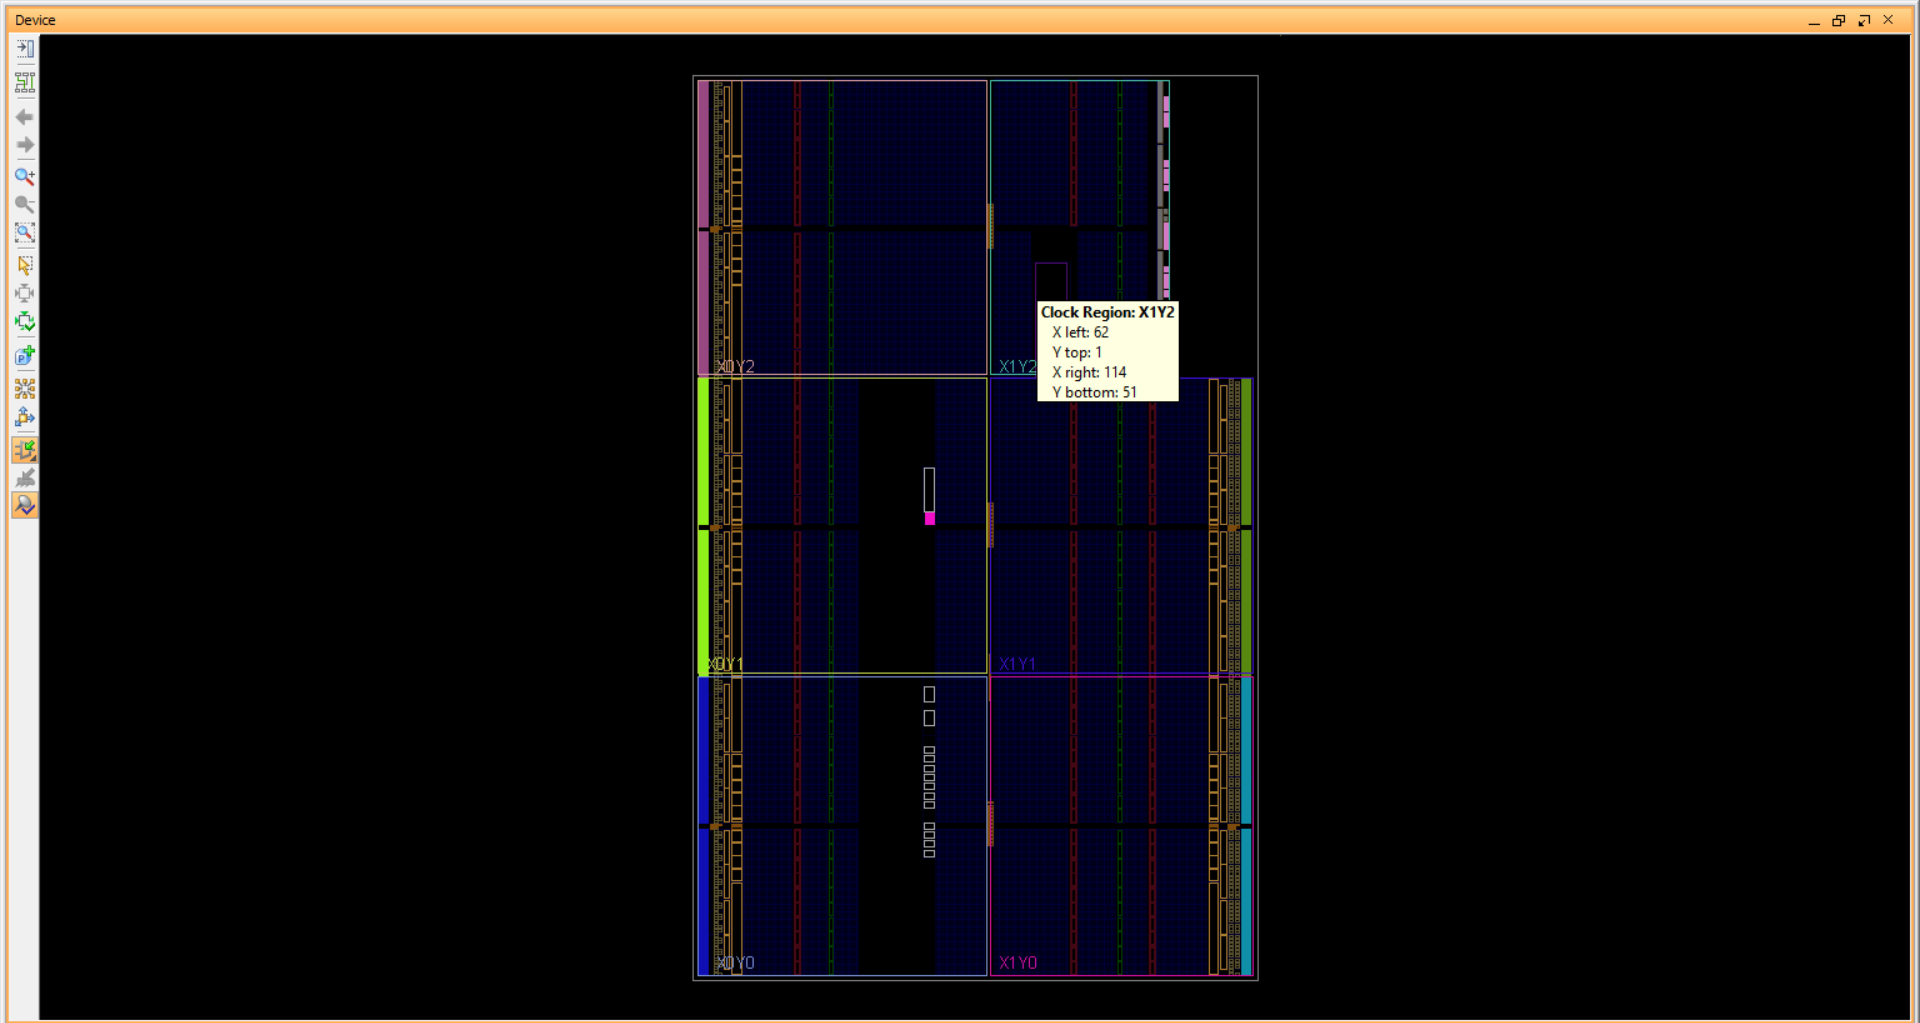 Device
Clock Region: X1Y2
X left: 62
Y top: 1
X right: 114
Y bottom: 51
X0Y2
X1Y2
X0Y1
X1Y1
X0Y0
X1Y0